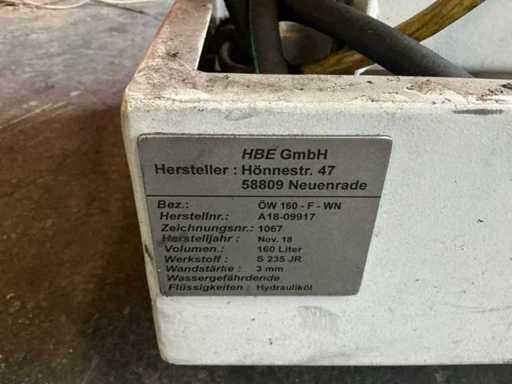 HBE GmbH
Hersteller : Hönnestr. 47
58809 Neuenrade
Bez.: ÖW 160 - F - WN
Herstellnr.: A18-09917
Zeichnungsnr.: 1067
Herstelljahr : Nov. 18
Volumen.: 160 Liter
Werkstoff : S 235 JR
Wandstärke : 3 mm
Wassergefährdende
Flüssigkeiten : Hydrauliköl